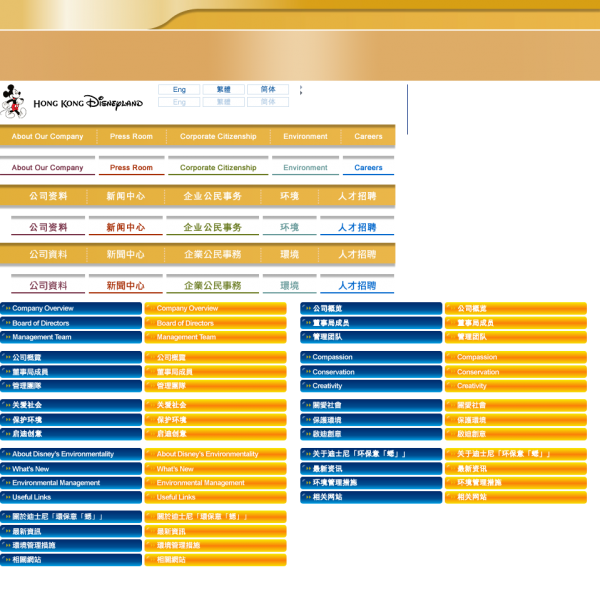 HONG KONG DISNEYLAND
Eng 繁體 简体
Eng 繁體 简体
About Our Company Press Room Corporate Citizenship Environment Careers
About Our Company Press Room Corporate Citizenship Environment Careers
公司资料 新闻中心 企业公民事务 环境 人才招聘
公司资料 新闻中心 企业公民事务 环境 人才招聘
公司資料 新聞中心 企業公民事務 環境 人才招聘
公司資料 新聞中心 企業公民事務 環境 人才招聘
Company Overview Company Overview 公司概览 公司概览
Board of Directors Board of Directors 董事局成员 董事局成员
Management Team Management Team 管理团队 管理团队
公司概覽 公司概覽 Compassion Compassion
董事局成員 董事局成員 Conservation Conservation
管理團隊 管理團隊 Creativity Creativity
关爱社会 关爱社会 關愛社會 關愛社會
保护环境 保护环境 保護環境 保護環境
启迪创意 启迪创意 啟廸創意 啟廸創意
About Disney's Environmentality About Disney's Environmentality 关于迪士尼「环保意「蟋」」 关于迪士尼「环保意「蟋」」
What's New What's New 最新资讯 最新资讯
Environmental Management Environmental Management 环境管理措施 环境管理措施
Useful Links Useful Links 相关网站 相关网站
關於迪士尼「環保意「蟋」」 關於迪士尼「環保意「蟋」」
最新資訊 最新資訊
環境管理措施 環境管理措施
相關網站 相關網站